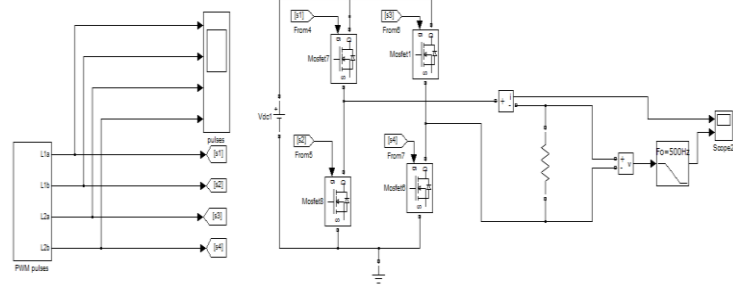 [s1]
From4
[s3]
From6
Mosfet7
Mosfet1
Vdc1
pulses
[s2]
From5
[s4]
From7
Mosfet8
Mosfet6
L1a
L1b
L2a
L2b
[s1]
[s2]
[s3]
[s4]
PWM pulses
Fo=500Hz
Scope2